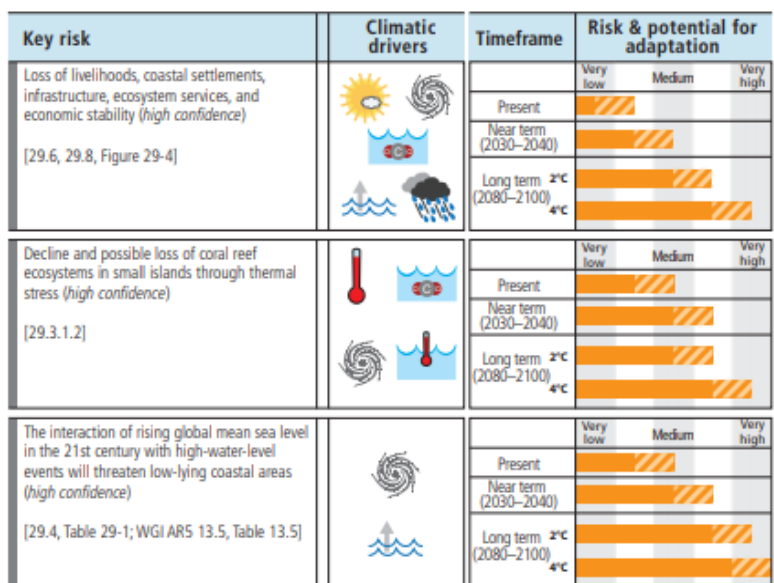 Key risk
Climatic
drivers
Timeframe
Risk & potential for
adaptation
Loss of livelihoods, coastal settlements,
infrastructure, ecosystem services, and
economic stability (high confidence)
[29.6, 29.8, Figure 29-4]
Very
low
Medium
Very
high
Present
Near term
(2030–2040)
Long term 2°C
(2080–2100)
4°C
Decline and possible loss of coral reef
ecosystems in small islands through thermal
stress (high confidence)
[29.3.1.2]
Very
low
Medium
Very
high
Present
Near term
(2030–2040)
Long term 2°C
(2080–2100)
4°C
The interaction of rising global mean sea level
in the 21st century with high-water-level
events will threaten low-lying coastal areas
(high confidence)
[29.4, Table 29-1; WGI AR5 13.5, Table 13.5]
Very
low
Medium
Very
high
Present
Near term
(2030–2040)
Long term 2°C
(2080–2100)
4°C